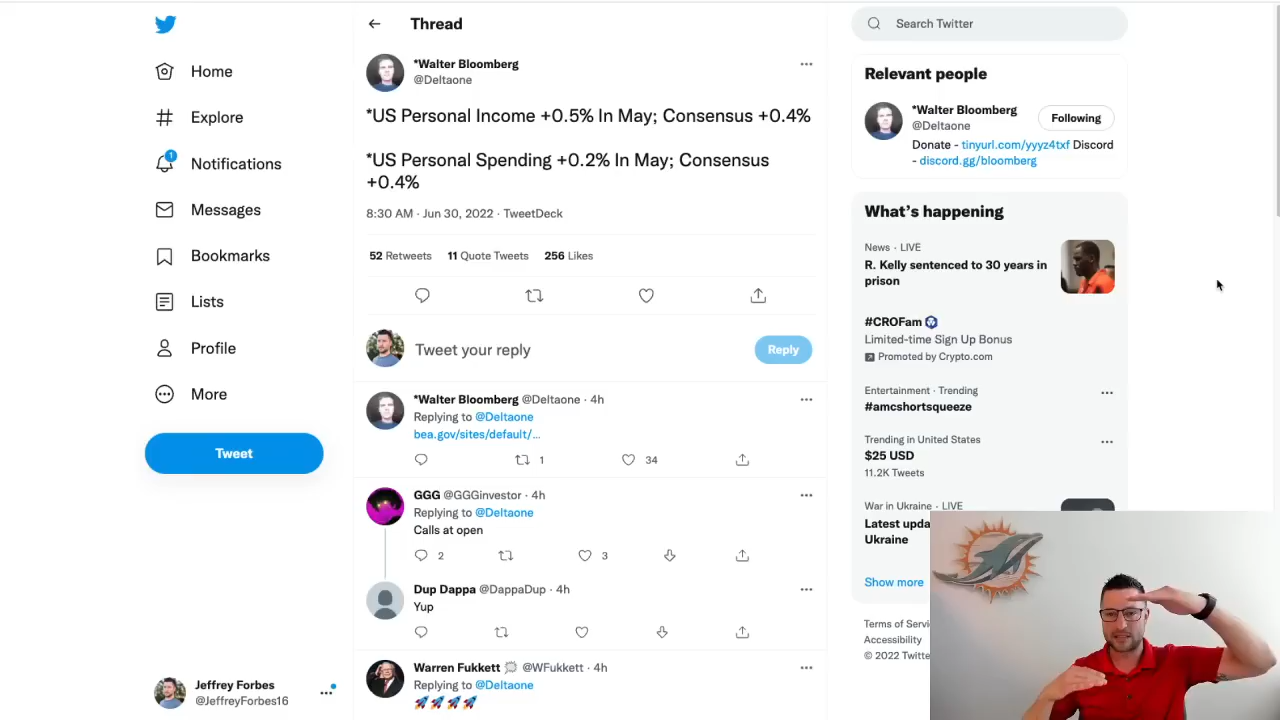 Home
Explore
1
Notifications
Messages
Bookmarks
Lists
Profile
More
Tweet
Jeffrey Forbes
@JeffreyForbes16
Thread
*Walter Bloomberg
@Deltaone
*US Personal Income +0.5% In May; Consensus +0.4%
*US Personal Spending +0.2% In May; Consensus
+0.4%
8:30 AM · Jun 30, 2022 · TweetDeck
52 Retweets 11 Quote Tweets 256 Likes
Tweet your reply
Reply
*Walter Bloomberg @Deltaone · 4h
Replying to @Deltaone
bea.gov/sites/default/...
1 34
GGG @GGGinvestor · 4h
Replying to @Deltaone
Calls at open
2 3
Dup Dappa @DappaDup · 4h
Yup
Warren Fukkett @WFukkett · 4h
Replying to @Deltaone
🚀🚀🚀🚀
Search Twitter
Relevant people
*Walter Bloomberg
@Deltaone
Following
Donate - tinyurl.com/yyyz4txf Discord
- discord.gg/bloomberg
What's happening
News · LIVE
R. Kelly sentenced to 30 years in
prison
#CROFam
Limited-time Sign Up Bonus
Promoted by Crypto.com
Entertainment · Trending
#amcshortsqueeze
Trending in United States
$25 USD
11.2K Tweets
War in Ukraine · LIVE
Latest upda
Ukraine
Show more
Terms of Servi
Accessibility
© 2022 Twitte